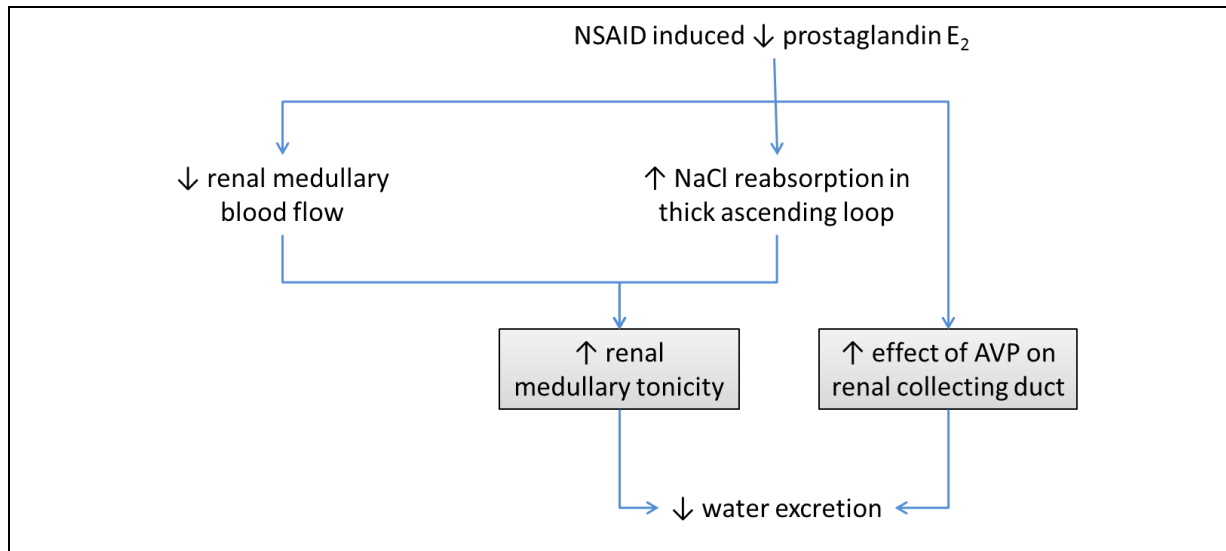 NSAID induced ↓ prostaglandin E₂
↓ renal medullary
blood flow
↑ NaCl reabsorption in
thick ascending loop
↑ renal
medullary tonicity
↑ effect of AVP on
renal collecting duct
↓ water excretion